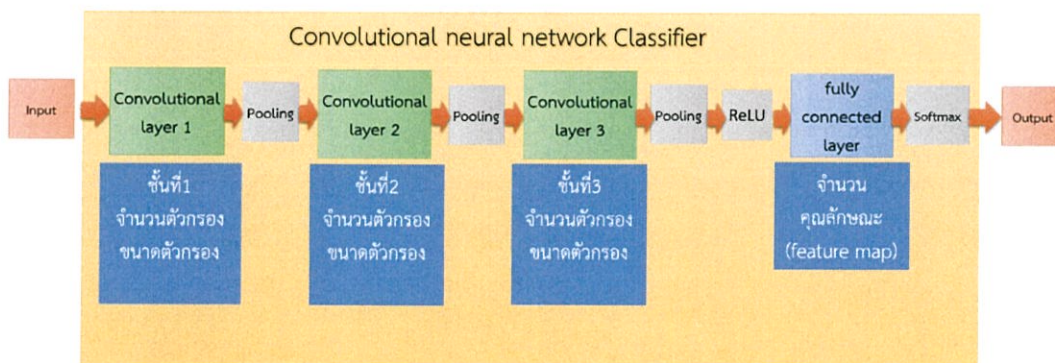 Convolutional neural network Classifier
Input
Convolutional
layer 1
Pooling
Convolutional
layer 2
Pooling
Convolutional
layer 3
Pooling
ReLU
fully
connected
layer
Softmax
Output
ชั้นที่1
จำนวนตัวกรอง
ขนาดตัวกรอง
ชั้นที่2
จำนวนตัวกรอง
ขนาดตัวกรอง
ชั้นที่3
จำนวนตัวกรอง
ขนาดตัวกรอง
จำนวน
คุณลักษณะ
(feature map)